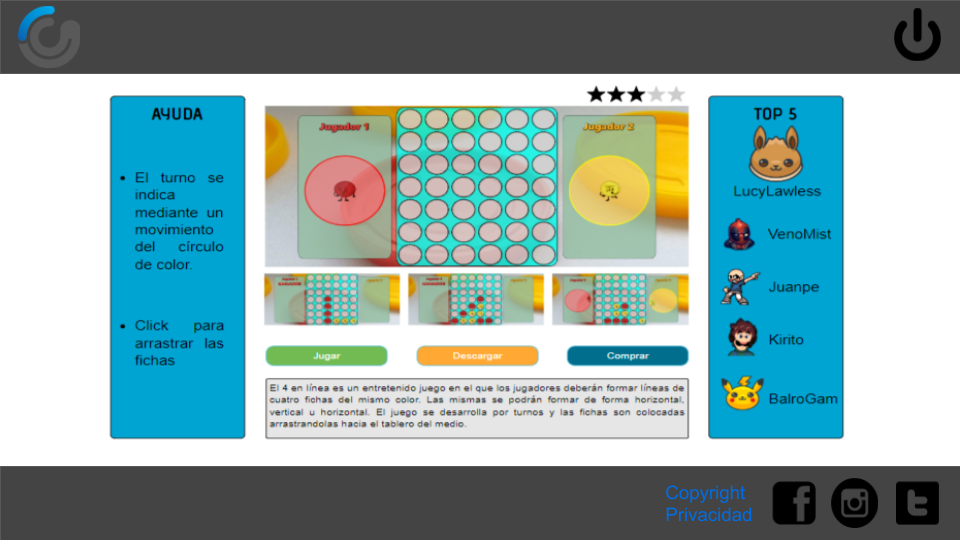 AYUDA
• El turno se
indica
mediante un
movimiento
del círculo
de color.
• Click para
arrastrar las
fichas
Jugador 1
Jugador 2
Jugar
Descargar
Comprar
El 4 en línea es un entretenido juego en el que los jugadores deberán formar líneas de
cuatro fichas del mismo color. Las mismas se podrán formar de forma horizontal,
vertical u horizontal. El juego se desarrolla por turnos y las fichas son colocadas
arrastrandolas hacia el tablero del medio.
TOP 5
LucyLawless
VenoMist
Juanpe
Kirito
BalroGam
Copyright
Privacidad